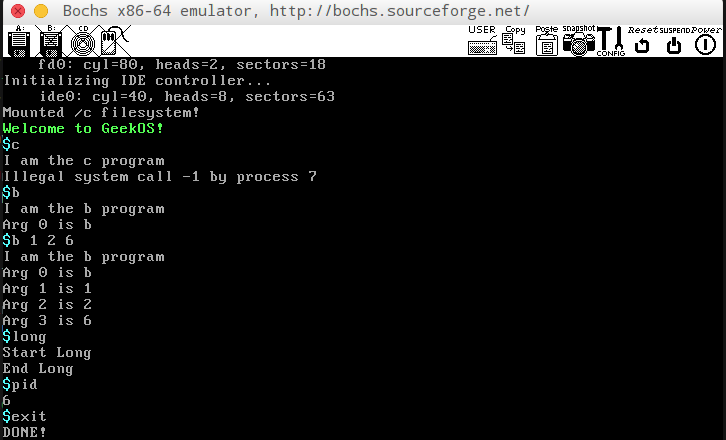 Bochs x86-64 emulator, http://bochs.sourceforge.net/
A: B: CD USER Copy Paste snapshot CONFIG Reset SUSPEND Power
fd0: cyl=80, heads=2, sectors=18
Initializing IDE controller...
ide0: cyl=40, heads=8, sectors=63
Mounted /c filesystem!
Welcome to GeekOS!
$c
I am the c program
Illegal system call -1 by process 7
$b
I am the b program
Arg 0 is b
$b 1 2 6
I am the b program
Arg 0 is b
Arg 1 is 1
Arg 2 is 2
Arg 3 is 6
$long
Start Long
End Long
$pid
6
$exit
DONE!